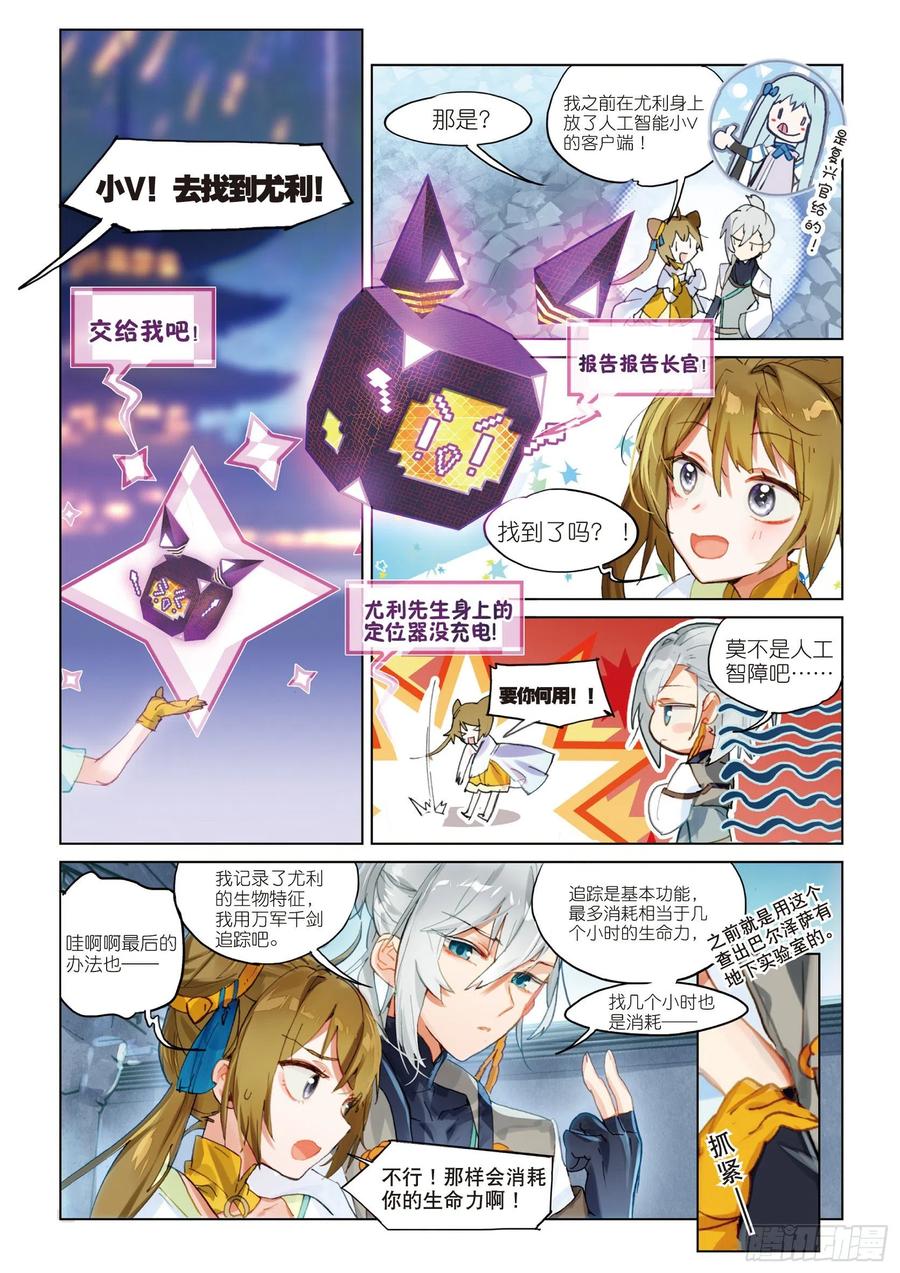 小V！去找到尤利！
交给我吧！
那是？
我之前在尤利身上
放了人工智能小V
的客户端！
是复兴官给的！
报告报告长官！
找到了吗？！
尤利先生身上的
定位器没充电！
要你何用！！
莫不是人工
智障吧……
哇啊啊最后的
办法也——
我记录了尤利
的生物特征，
我用万军千剑
追踪吧。
不行！那样会消耗
你的生命力啊！
追踪是基本功能，
最多消耗相当于几
个小时的生命力，
之前就是用这个
查出巴尔泽萨有
地下实验室的。
找几个小时也
是消耗——
抓紧——
腾讯动漫